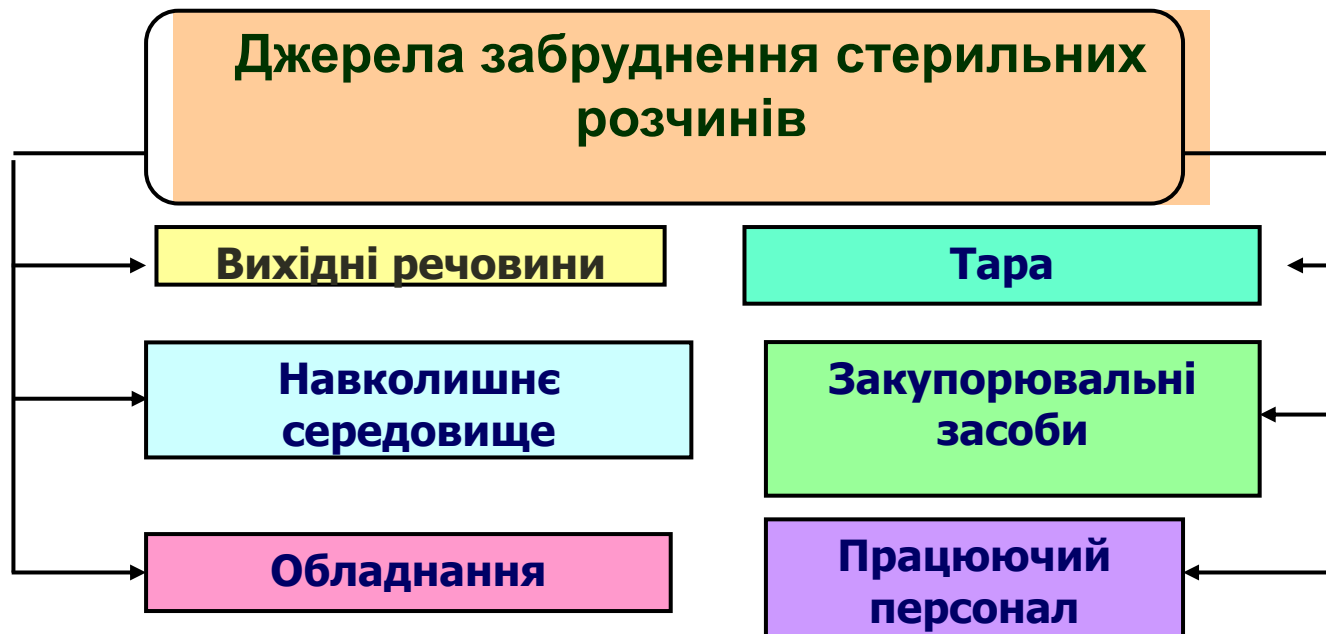 Джерела забруднення стерильних
розчинів
Вихідні речовини
Тара
Навколишнє
середовище
Закупорювальні
засоби
Обладнання
Працюючий
персонал